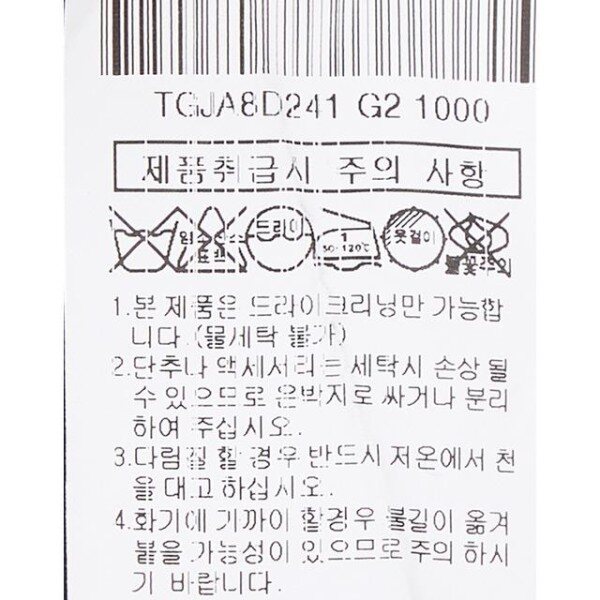 TGJA8D241 G2 1000
제품취급시 주의 사항
염소 표백
드라이
1
80-120℃
옷걸이
불꽃주의
1.본 제품은 드라이크리닝만 가능합
니다.(물세탁 불가)
2.단추나 액세서리는 세탁시 손상 될
수 있으므로 은박지로 싸거나 분리
하여 주십시오.
3.다림질 할 경우 반드시 저온에서 천
을 대고 하십시오.
4.화기에 가까이 할경우 불길이 옮겨
붙을 가능성이 있으므로 주의 하시
기 바랍니다.